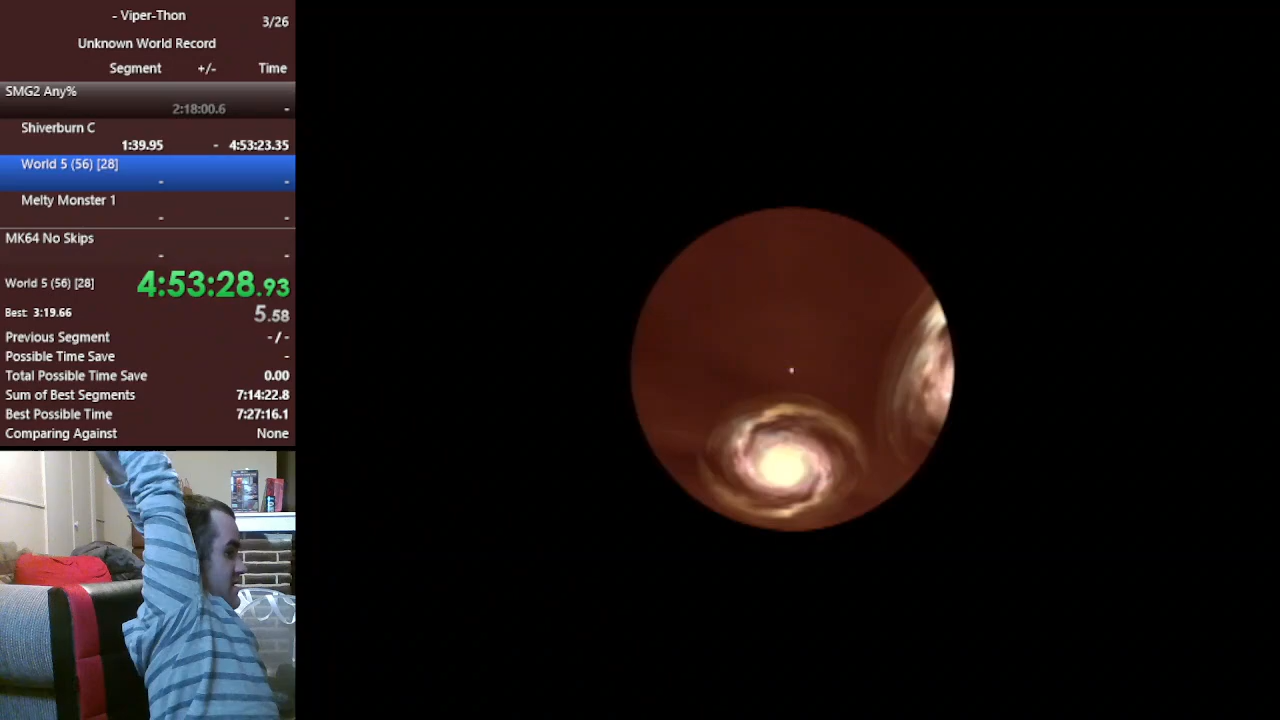 - Viper-Thon
3/26
Unknown World Record
Segment +/- Time
SMG2 Any%
2:18:00.6 -
Shiverburn C
1:39.95 - 4:53:23.35
World 5 (56) [28]
- -
Melty Monster 1
- -
MK64 No Skips
- -
World 5 (56) [28] 4:53:28.93
Best: 3:19.66 5.58
Previous Segment - / -
Possible Time Save -
Total Possible Time Save 0.00
Sum of Best Segments 7:14:22.8
Best Possible Time 7:27:16.1
Comparing Against None